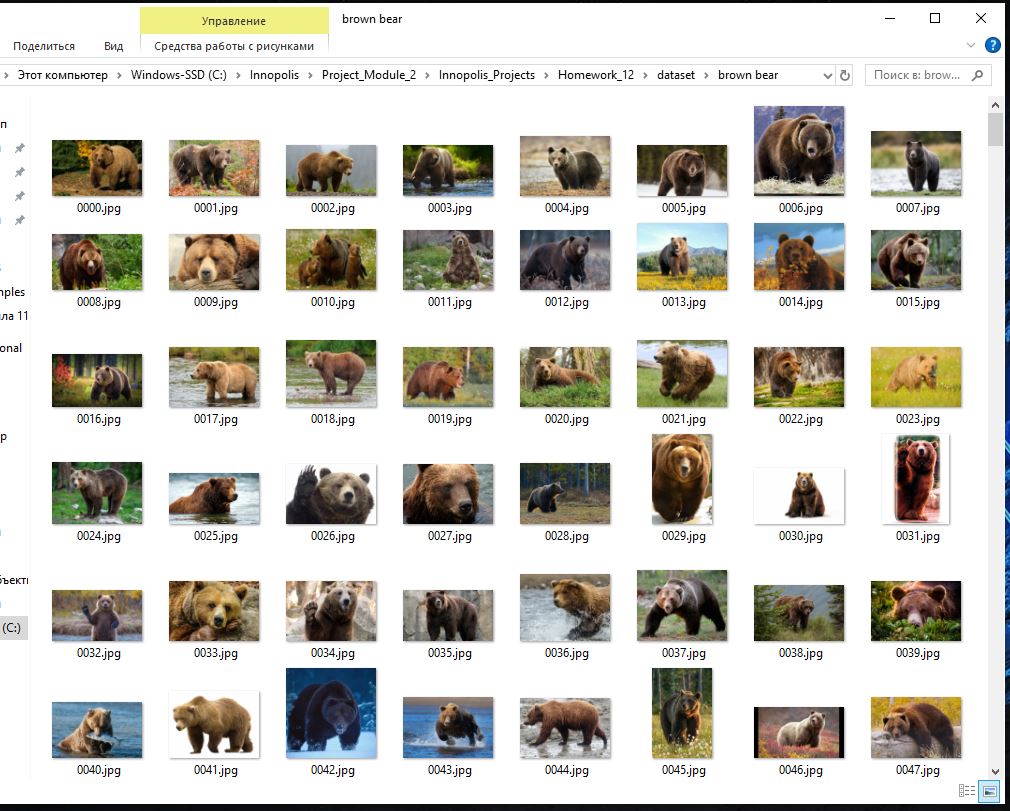 Управление
brown bear
Поделиться
Вид
Средства работы с рисунками
Этот компьютер
Windows-SSD (C:)
Innopolis
Project_Module_2
Innopolis_Projects
Homework_12
dataset
brown bear
Поиск в: brow...
0000.jpg 0001.jpg 0002.jpg 0003.jpg 0004.jpg 0005.jpg 0006.jpg 0007.jpg
0008.jpg 0009.jpg 0010.jpg 0011.jpg 0012.jpg 0013.jpg 0014.jpg 0015.jpg
0016.jpg 0017.jpg 0018.jpg 0019.jpg 0020.jpg 0021.jpg 0022.jpg 0023.jpg
0024.jpg 0025.jpg 0026.jpg 0027.jpg 0028.jpg 0029.jpg 0030.jpg 0031.jpg
(C:)
0032.jpg 0033.jpg 0034.jpg 0035.jpg 0036.jpg 0037.jpg 0038.jpg 0039.jpg
0040.jpg 0041.jpg 0042.jpg 0043.jpg 0044.jpg 0045.jpg 0046.jpg 0047.jpg